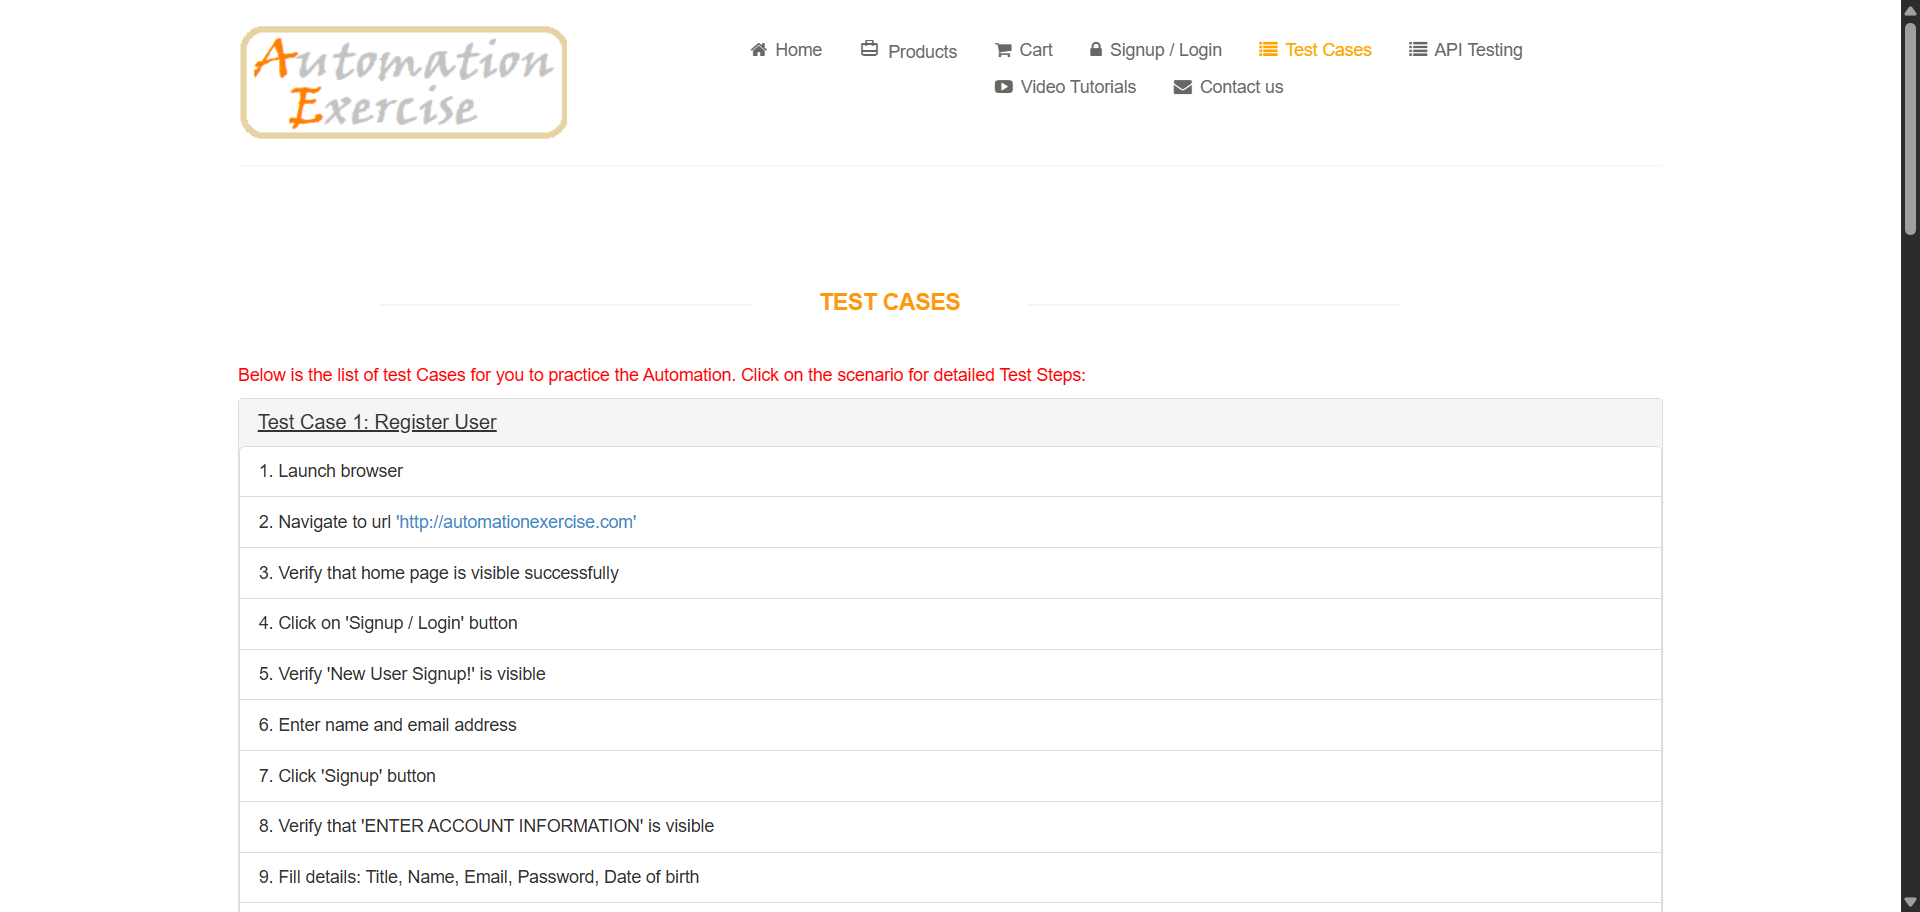 Automation
Exercise
Home Products Cart Signup / Login Test Cases API Testing
Video Tutorials Contact us
TEST CASES
Below is the list of test Cases for you to practice the Automation. Click on the scenario for detailed Test Steps:
Test Case 1: Register User
1. Launch browser
2. Navigate to url 'http://automationexercise.com'
3. Verify that home page is visible successfully
4. Click on 'Signup / Login' button
5. Verify 'New User Signup!' is visible
6. Enter name and email address
7. Click 'Signup' button
8. Verify that 'ENTER ACCOUNT INFORMATION' is visible
9. Fill details: Title, Name, Email, Password, Date of birth